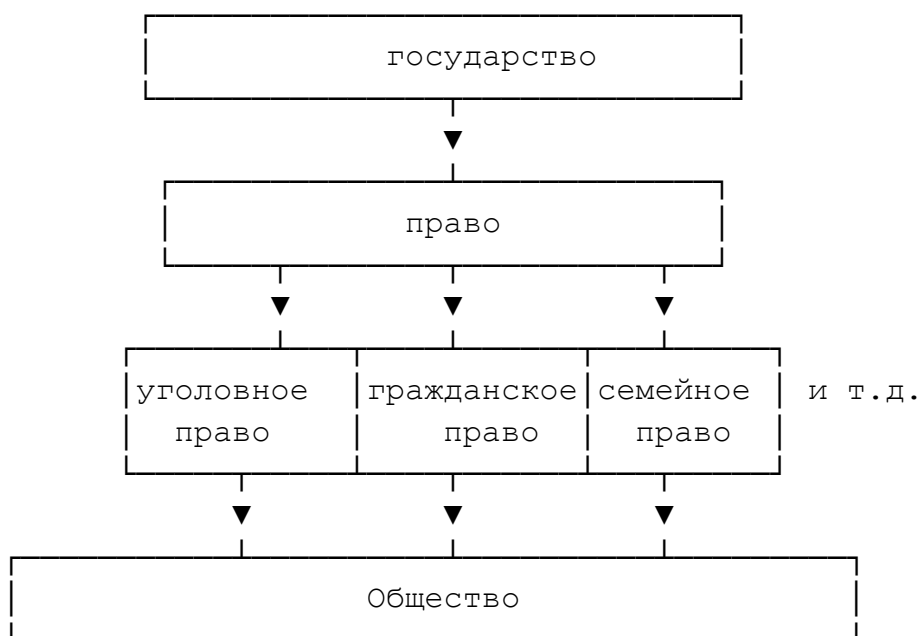 государство
право
уголовное гражданское семейное и т.д.
право право право
Общество